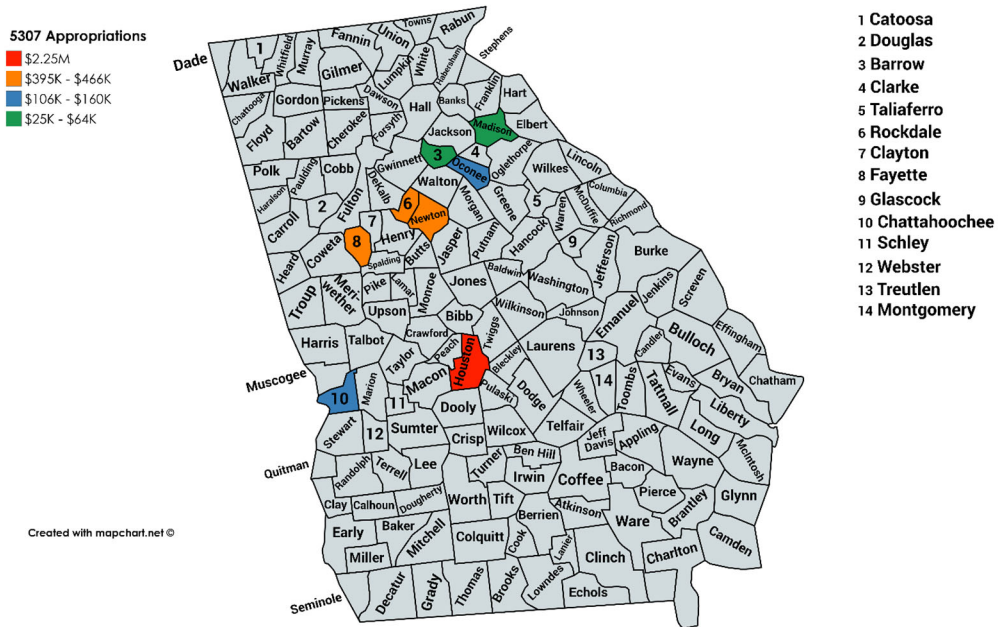 5307 Appropriations
$2.25M
$395K - $466K
$106K - $160K
$25K - $64K
1 Catoosa
2 Douglas
3 Barrow
4 Clarke
5 Taliaferro
6 Rockdale
7 Clayton
8 Fayette
9 Glascock
10 Chattahoochee
11 Schley
12 Webster
13 Treutlen
14 Montgomery
Dade
1
Walker
Whitfield
Murray
Fannin
Gilmer
Union
Towns
Rabun
Lumpkin
White
Habersham
Stephens
Chattooga
Gordon
Pickens
Dawson
Hall
Banks
Franklin
Hart
Floyd
Bartow
Cherokee
Forsyth
Jackson
Madison
Elbert
Polk
Paulding
Cobb
Gwinnett
3
4
Oconee
Oglethorpe
Wilkes
Lincoln
Haralson
2
Fulton
DeKalb
Walton
Morgan
Greene
5
Warren
McDuffie
Columbia
Richmond
Carroll
7
6
Newton
8
Henry
Butts
Jasper
Putnam
Hancock
9
Jefferson
Burke
Heard
Coweta
Spalding
Troup
Meri-
wether
Pike
Lamar
Monroe
Jones
Baldwin
Washington
Jenkins
Screven
Upson
Bibb
Wilkinson
Johnson
Emanuel
Harris
Talbot
Crawford
Twiggs
Taylor
Peach
Houston
Bleckley
Laurens
13
Candler
Bulloch
Effingham
Muscogee
10
Marion
Macon
Pulaski
Dodge
Wheeler
14
Toombs
Tattnall
Evans
Bryan
Chatham
11
Dooly
Stewart
12
Sumter
Crisp
Wilcox
Telfair
Jeff
Davis
Appling
Long
Liberty
McIntosh
Quitman
Randolph
Terrell
Lee
Turner
Ben Hill
Irwin
Coffee
Bacon
Wayne
Clay
Calhoun
Dougherty
Worth
Tift
Atkinson
Pierce
Brantley
Glynn
Early
Baker
Mitchell
Colquitt
Berrien
Cook
Ware
Miller
Lanier
Clinch
Charlton
Camden
Seminole
Decatur
Grady
Thomas
Brooks
Lowndes
Echols
Created with mapchart.net ©